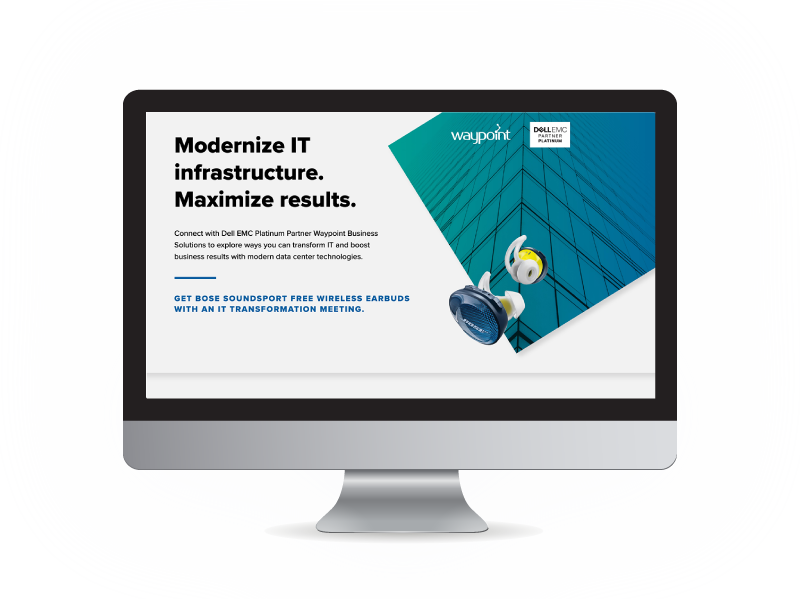 Modernize IT
infrastructure.
Maximize results.
Connect with Dell EMC Platinum Partner Waypoint Business
Solutions to explore ways you can transform IT and boost
business results with modern data center technologies.
GET BOSE SOUNDSPORT FREE WIRELESS EARBUDS
WITH AN IT TRANSFORMATION MEETING.
waypoint
DELLEMC
PARTNER
PLATINUM